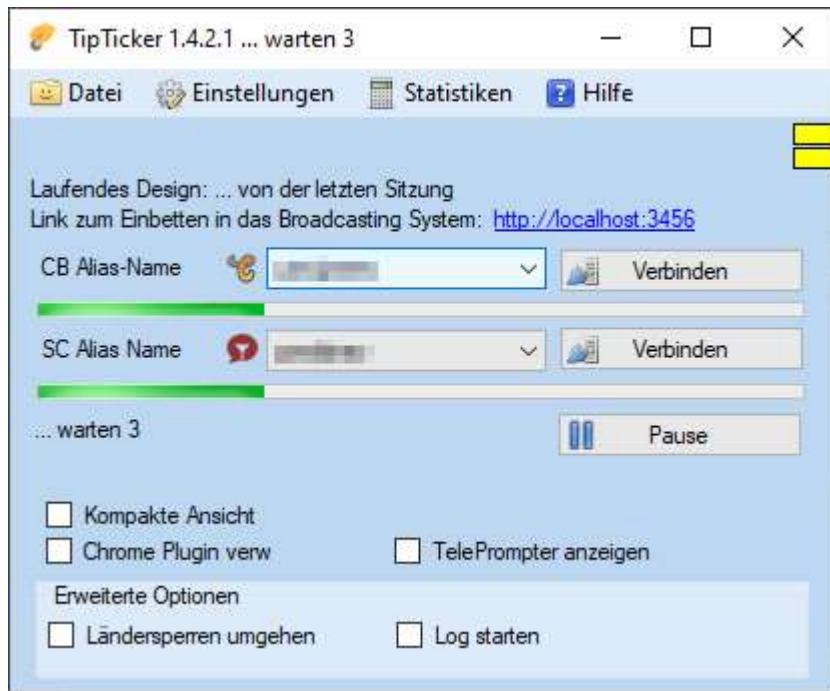 TipTicker 1.4.2.1 ... warten 3
Datei Einstellungen Statistiken Hilfe
Laufendes Design: ... von der letzten Sitzung
Link zum Einbetten in das Broadcasting System: http://localhost:3456
CB Alias-Name Verbinden
SC Alias Name Verbinden
... warten 3
Pause
Kompakte Ansicht
Chrome Plugin verw TelePrompter anzeigen
Erweiterte Optionen
Ländersperren umgehen Log starten